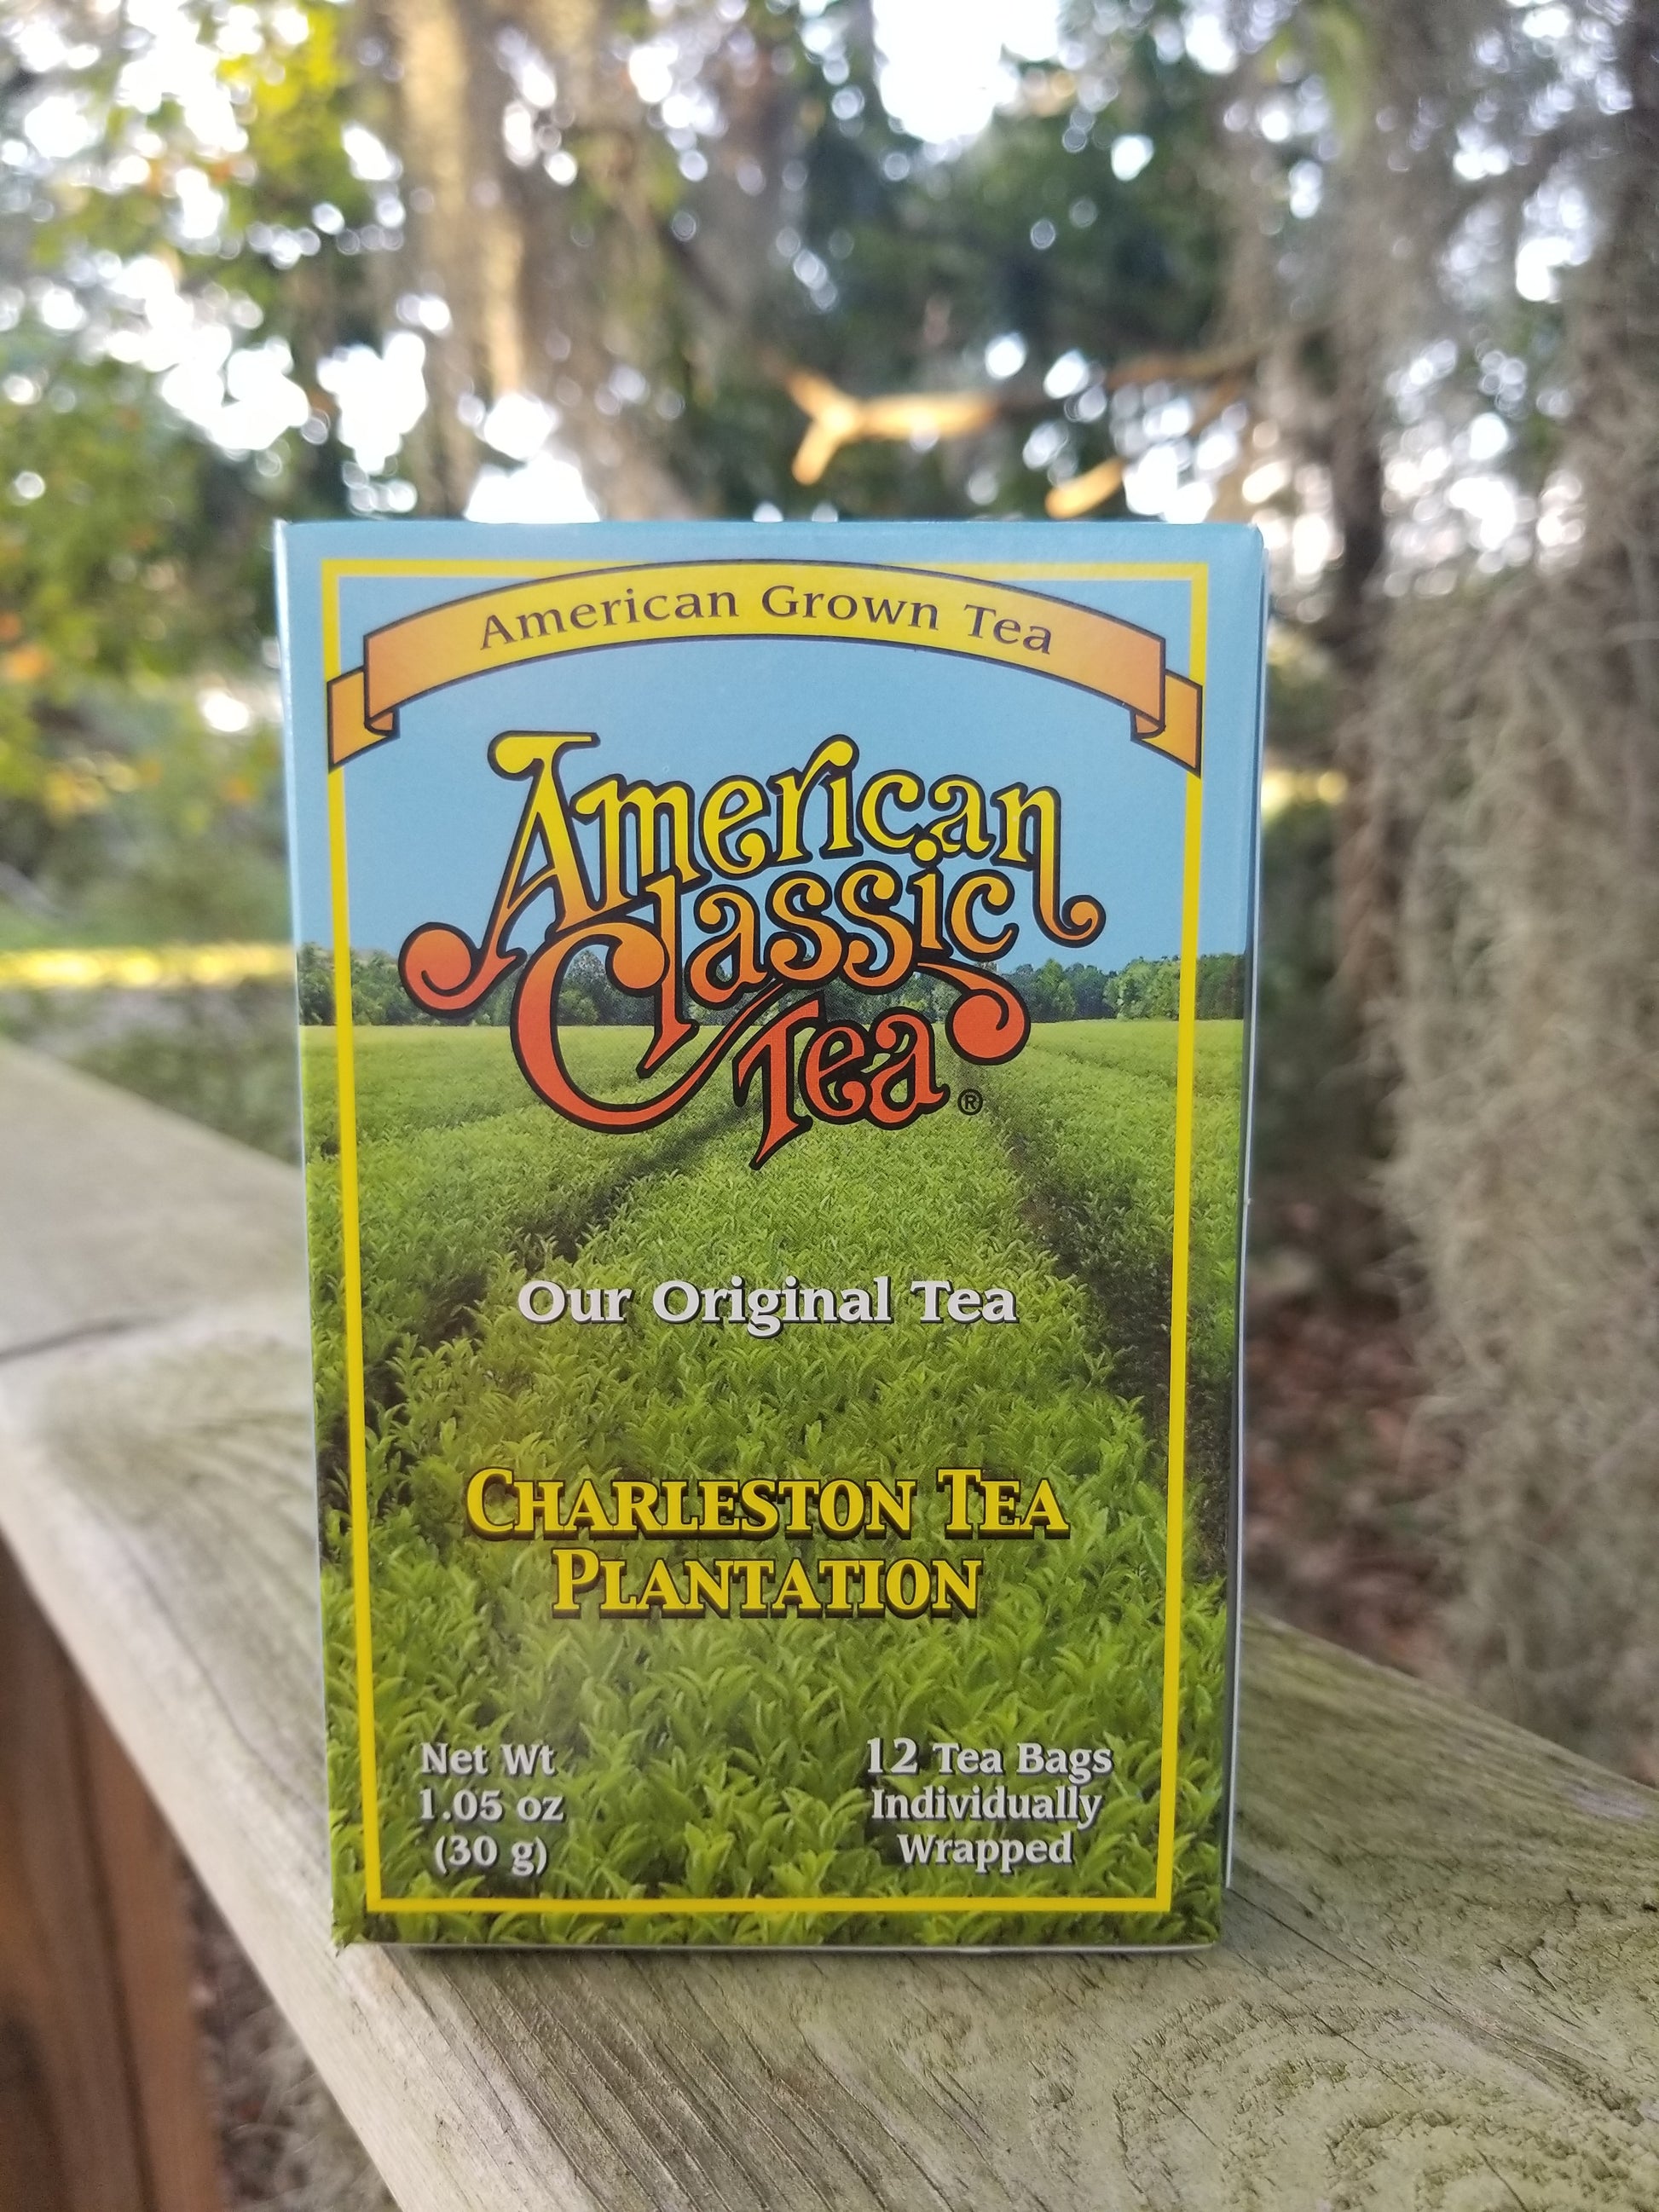 American Grown Tea
American
Classic
Tea®
Our Original Tea
CHARLESTON TEA
PLANTATION
Net Wt
1.05 oz
(30 g)
12 Tea Bags
Individually
Wrapped